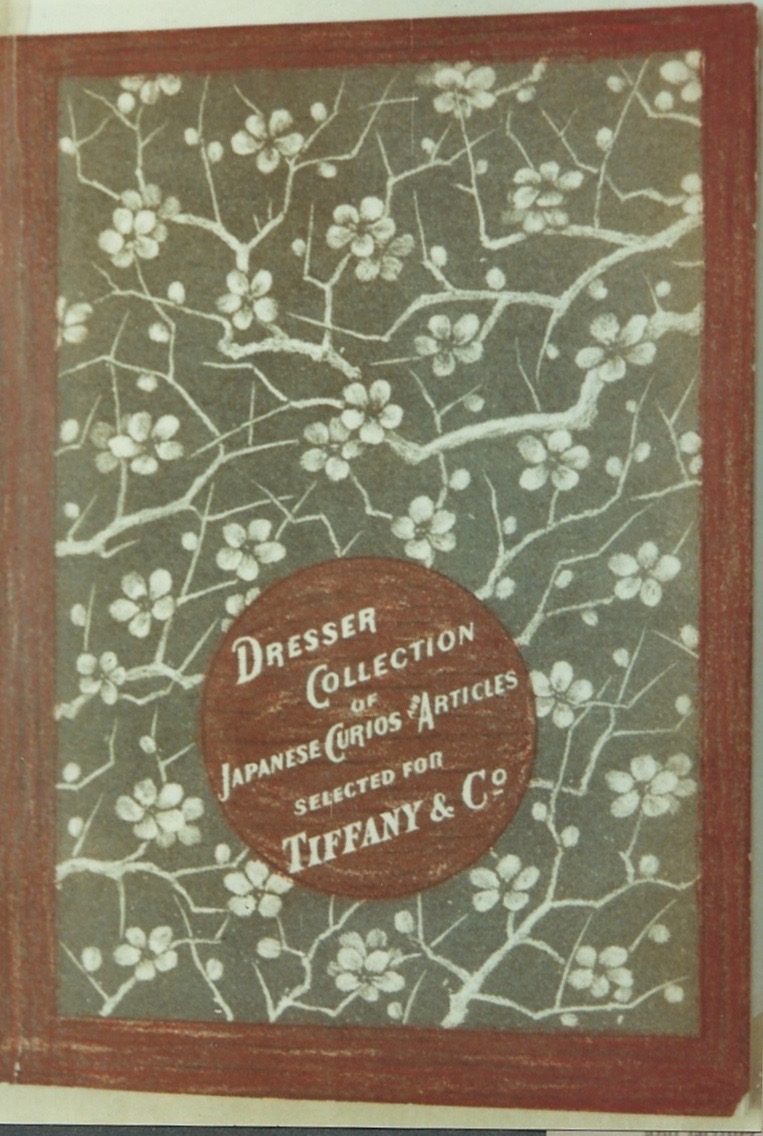 DRESSER
COLLECTION
OF
JAPANESE CURIOS AND ARTICLES
SELECTED FOR
TIFFANY & Co